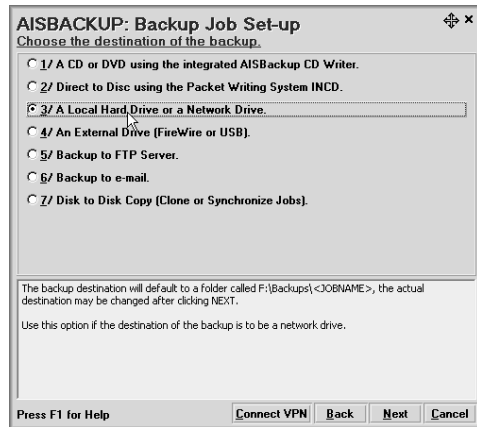 AISBACKUP: Backup Job Set-up
Choose the destination of the backup.
1/ A CD or DVD using the integrated AISBackup CD Writer.
2/ Direct to Disc using the Packet Writing System INCD.
3/ A Local Hard Drive or a Network Drive.
4/ An External Drive (FireWire or USB).
5/ Backup to FTP Server.
6/ Backup to e-mail.
7/ Disk to Disk Copy (Clone or Synchronize Jobs).
The backup destination will default to a folder called F:\Backups\<JOBNAME>, the actual
destination may be changed after clicking NEXT.
Use this option if the destination of the backup is to be a network drive.
Press F1 for Help Connect VPN Back Next Cancel